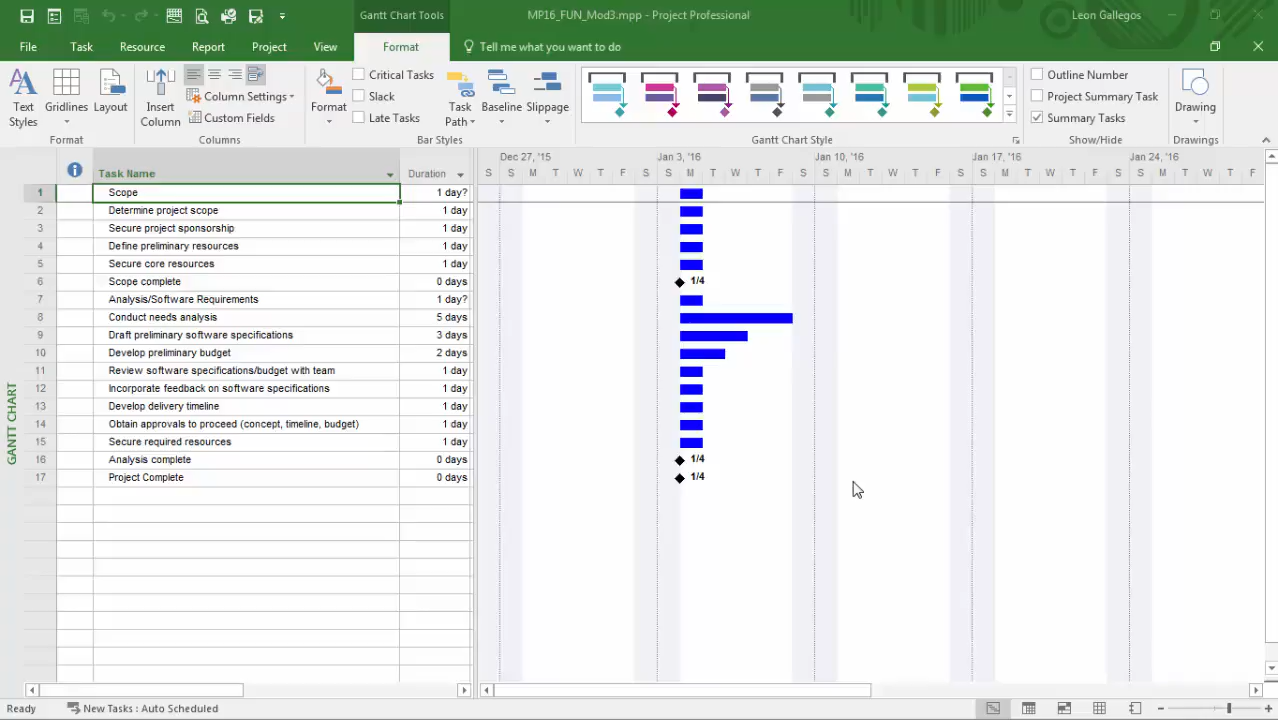 Gantt Chart Tools
MP16_FUN_Mod3.mpp - Project Professional
Leon Gallegos
File Task Resource Report Project View Format Tell me what you want to do
Text Styles
Gridlines
Layout
Format
Insert Column
Column Settings
Custom Fields
Columns
Format
Critical Tasks
Slack
Late Tasks
Task Path
Baseline
Slippage
Bar Styles
Gantt Chart Style
Outline Number
Project Summary Task
Summary Tasks
Show/Hide
Drawing
Drawings
Task Name Duration
Dec 27, '15 Jan 3, '16 Jan 10, '16 Jan 17, '16 Jan 24, '16
S S M T W T F S S M T W T F S S M T W T F S S M T W T F S S M T W T F
1 Scope 1 day?
2 Determine project scope 1 day
3 Secure project sponsorship 1 day
4 Define preliminary resources 1 day
5 Secure core resources 1 day
6 Scope complete 0 days 1/4
7 Analysis/Software Requirements 1 day?
8 Conduct needs analysis 5 days
9 Draft preliminary software specifications 3 days
10 Develop preliminary budget 2 days
11 Review software specifications/budget with team 1 day
12 Incorporate feedback on software specifications 1 day
13 Develop delivery timeline 1 day
14 Obtain approvals to proceed (concept, timeline, budget) 1 day
15 Secure required resources 1 day
16 Analysis complete 0 days 1/4
17 Project Complete 0 days 1/4
GANTT CHART
Ready New Tasks : Auto Scheduled